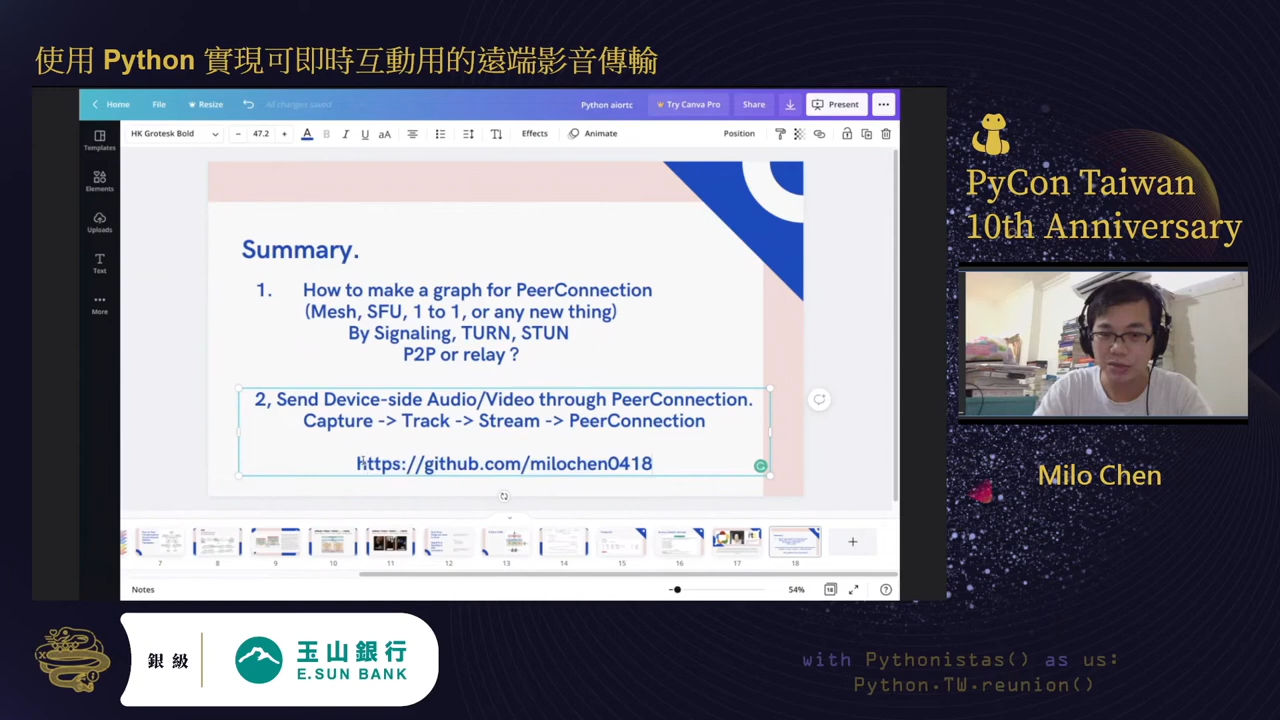 使用 Python 實現可即時互動用的遠端影音傳輸
Home
File
Resize
All changes saved
Python aiortc
Try Canva Pro
Share
Present
HK Grotesk Bold
– 47.2 +
A
B
I
U
aA
Effects
Animate
Position
Templates
Elements
Uploads
Text
More
Summary.
1. How to make a graph for PeerConnection
(Mesh, SFU, 1 to 1, or any new thing)
By Signaling, TURN, STUN
P2P or relay ?
2, Send Device-side Audio/Video through PeerConnection.
Capture -> Track -> Stream -> PeerConnection
https://github.com/milochen0418
7
8
9
10
11
12
13
14
15
16
17
18
Notes
54%
18
PyCon Taiwan
10th Anniversary
Milo Chen
銀級
玉山銀行
E.SUN BANK
with Pythonistas() as us:
Python.TW.reunion()